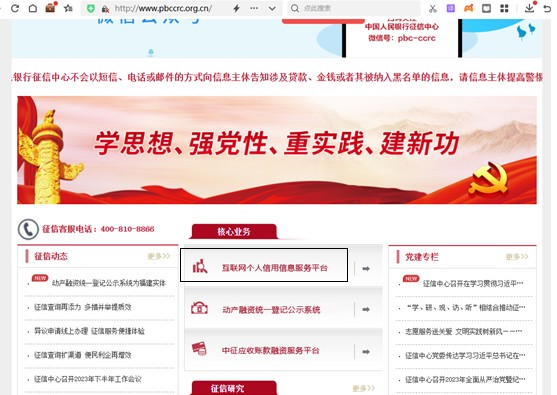 http://www.pbccrc.org.cn/
点此搜索
微信公众号
中国人民银行征信中心
微信号：pbc-ccrc
民银行征信中心不会以短信、电话或邮件的方式向信息主体告知涉及贷款、金钱或者其被纳入黑名单的信息，请信息主体提高警惕
学思想、强党性、重实践、建新功
征信客服电话：400-810-8866
核心业务
征信动态
更多>>
NEW
动产融资统一登记公示系统为福建实体
征信查询再添力 多措并举提质效
异议申请线上办理 征信服务便捷体验
征信查询扩渠道 便民利企再增效
征信中心召开2023年下半年工作会议
互联网个人信用信息服务平台
动产融资统一登记公示系统
中征应收账款融资服务平台
征信研究
更多>>
党建专栏
更多>>
NEW
征信中心召开在学习贯彻习近平…
“学、研、观、访、听”相结合推动征…
志愿服务送关爱 文明实践树新风——…
征信中心党委传达学习习近平总书记在…
征信中心召开2023年全面从严治党暨纪…